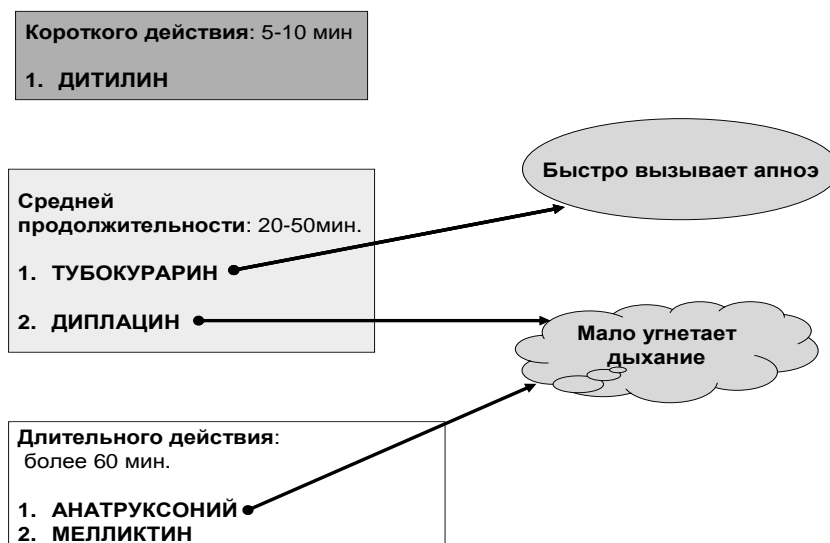 Короткого действия: 5-10 мин
1. ДИТИЛИН
Быстро вызывает апноэ
Средней
продолжительности: 20-50мин.
1. ТУБОКУРАРИН
2. ДИПЛАЦИН
Мало угнетает
дыхание
Длительного действия:
более 60 мин.
1. АНАТРУКСОНИЙ
2. МЕЛЛИКТИН